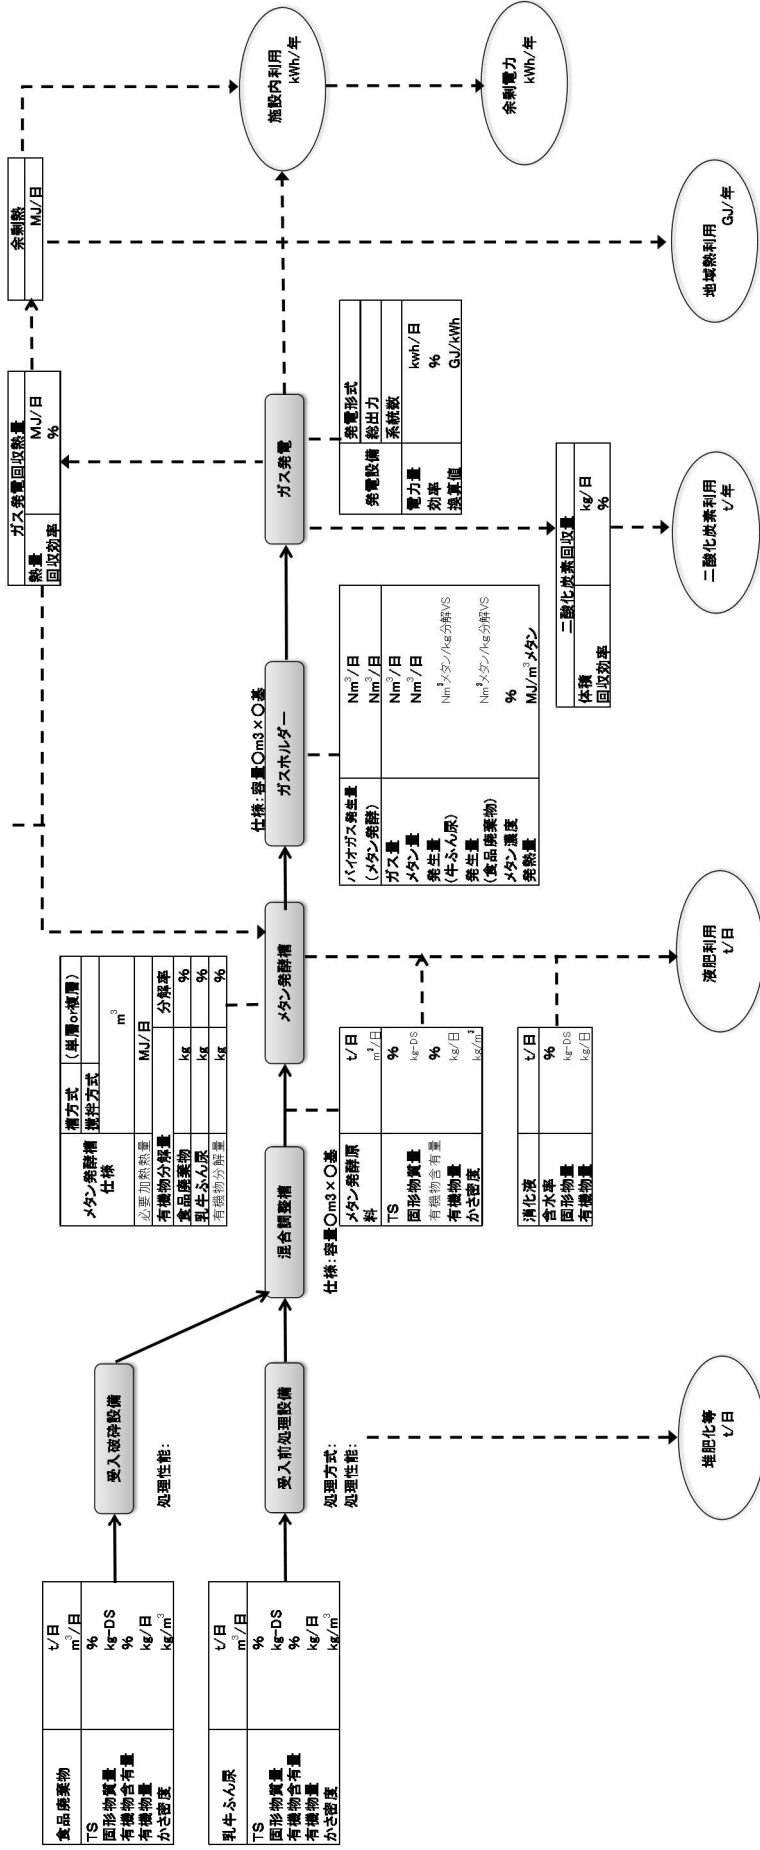 食品廃棄物 t/日
m³/日
TS %
固形物質量 kg-DS
有機物含有量 %
有機物量 kg/日
かさ密度 kg/m³
乳牛ふん尿 t/日
m³/日
TS %
固形物質量 kg-DS
有機物含有量 %
有機物量 kg/日
かさ密度 kg/m³
受入破砕設備
処理性能:
受入前処理設備
処理方式:
処理性能:
堆肥化等
t/日
混合調整槽
仕様:容量〇m3×〇基
メタン発酵槽
仕様
槽方式 (単層or複層)
撹拌方式
m³
必要加熱熱量 MJ/日
有機物分解量 分解率
食品廃棄物 kg %
乳牛ふん尿 kg %
有機物分解量 kg %
メタン発酵原
料
t/日
m³/日
TS %
固形物質量 kg-DS
有機物含有量 %
有機物量 kg/日
かさ密度 kg/m³
消化液 t/日
含水率 %
固形物量 kg-DS
有機物量 kg/日
メタン発酵槽
液肥利用
t/日
仕様:容量〇m3×〇基
ガスホルダー
バイオガス発生量 Nm³/日
(メタン発酵) Nm³/日
ガス量 Nm³/日
メタン量 Nm³/日
発生量 Nm³メタン/kg分解VS
(牛ふん尿)
発生量 Nm³メタン/kg分解VS
(食品廃棄物)
メタン濃度 %
発熱量 MJ/m³メタン
ガス発電回収熱量
熱量 MJ/日
回収効率 %
ガス発電
発電設備
発電形式
総出力
系統数
電力量 kwh/日
効率 %
換算値 GJ/kWh
二酸化炭素回収量
体積 kg/日
回収効率 %
二酸化炭素利用
t/年
余剰熱
MJ/日
地域熱利用
GJ/年
施設内利用
kWh/年
余剰電力
kWh/年